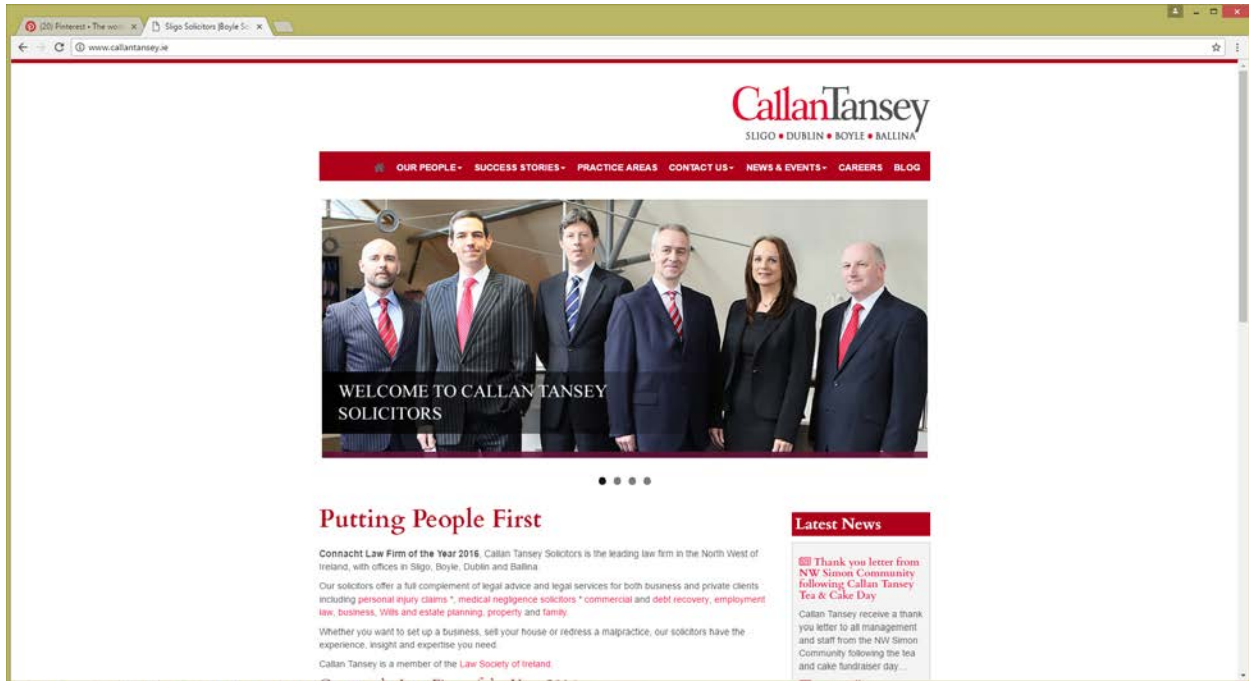 (20) Pinterest • The wor
Sligo Solicitors |Boyle So
www.callantansey.ie
CallanTansey
SLIGO ■ DUBLIN ● BOYLE ● BALLINA
OUR PEOPLE SUCCESS STORIES PRACTICE AREAS CONTACT US NEWS & EVENTS CAREERS BLOG
WELCOME TO CALLAN TANSEY
SOLICITORS
Putting People First
Connacht Law Firm of the Year 2016, Callan Tansey Solicitors is the leading law firm in the North West of
Ireland, with offices in Sligo, Boyle, Dublin and Ballina
Our solicitors offer a full complement of legal advice and legal services for both business and private clients
including personal injury claims *, medical negligence solicitors * commercial and debt recovery, employment
law, business, Wills and estate planning, property and family.
Whether you want to set up a business, sell your house or redress a malpractice, our solicitors have the
experience, insight and expertise you need.
Callan Tansey is a member of the Law Society of Ireland.
Latest News
Thank you letter from
NW Simon Community
following Callan Tansey
Tea & Cake Day
Callan Tansey receive a thank
you letter to all management
and staff from the NW Simon
Community following the tea
and cake fundraiser day...